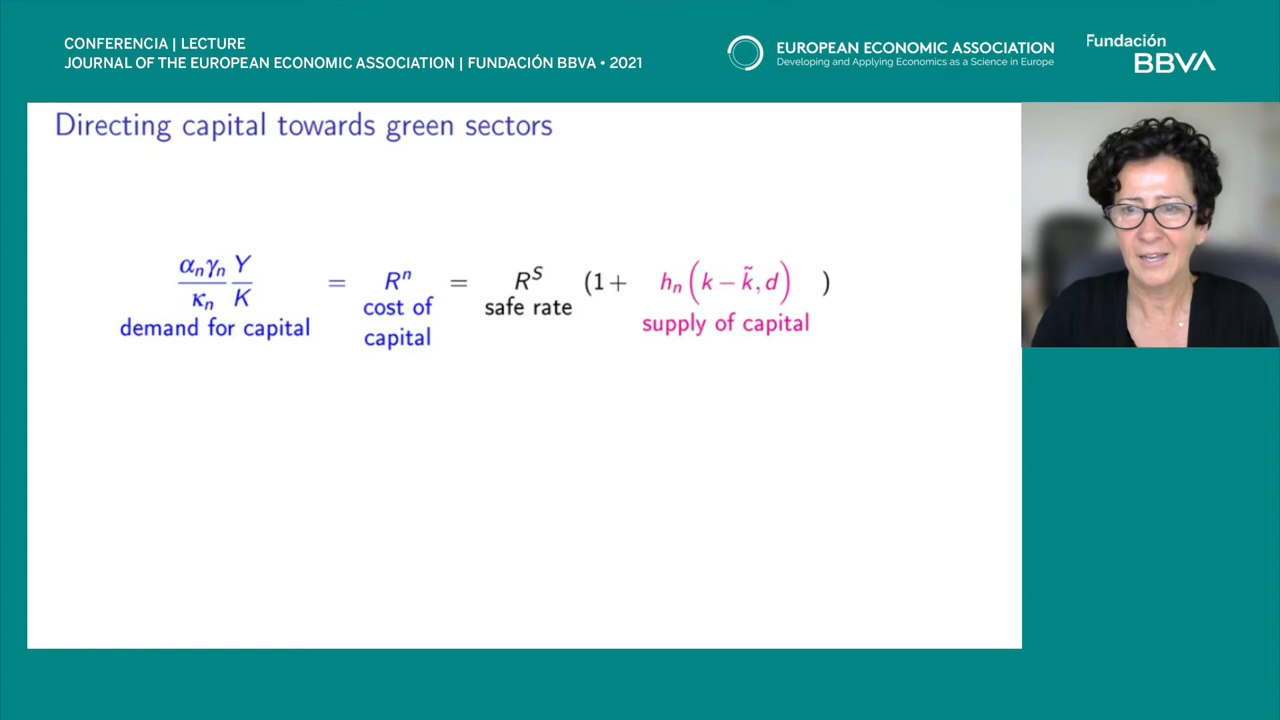 CONFERENCIA | LECTURE
JOURNAL OF THE EUROPEAN ECONOMIC ASSOCIATION | FUNDACIÓN BBVA • 2021
EUROPEAN ECONOMIC ASSOCIATION
Developing and Applying Economics as a Science in Europe
Fundación
BBVA
Directing capital towards green sectors
αₙγₙ/κₙ Y/K = Rⁿ = Rˢ (1+ hₙ(k − k̃, d) )
demand for capital
cost of
capital
safe rate
supply of capital